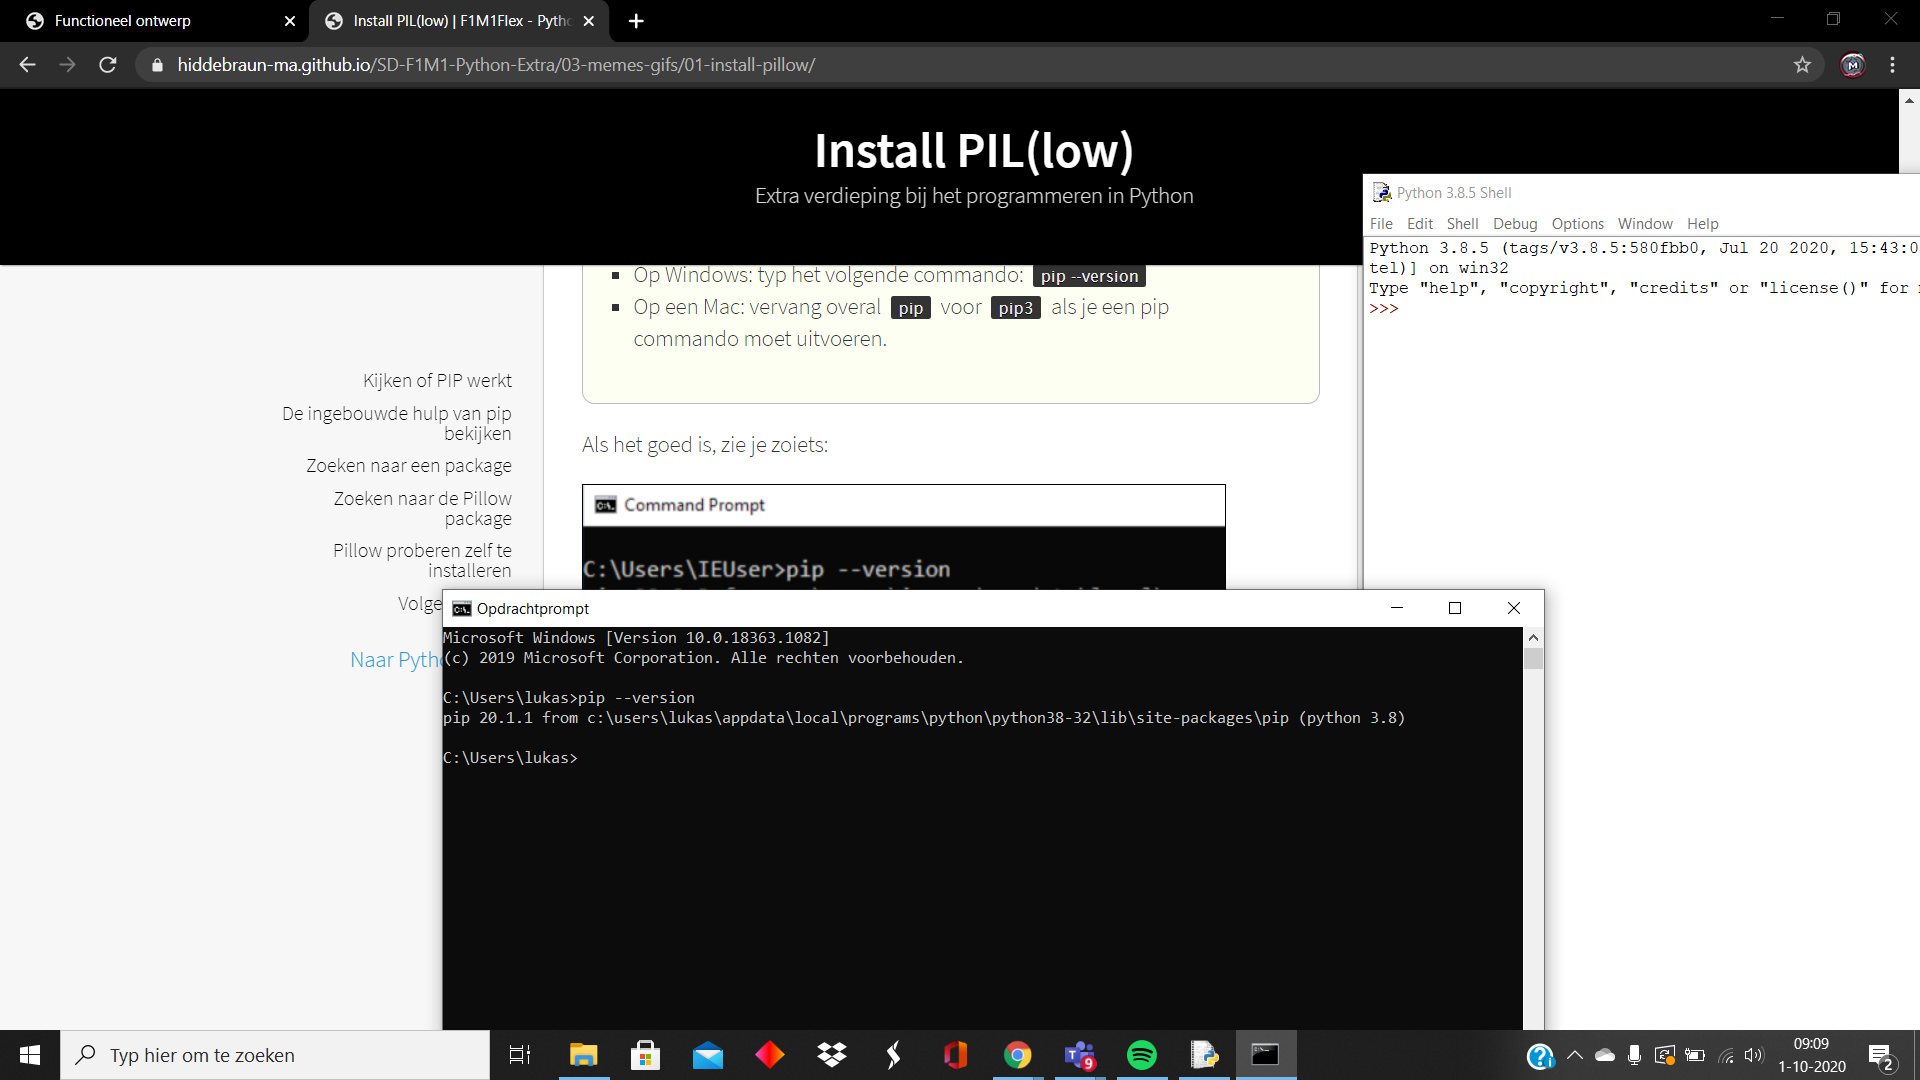 Functioneel ontwerp
Install PIL(low) | F1M1Flex - Pytho
hiddebraun-ma.github.io/SD-F1M1-Python-Extra/03-memes-gifs/01-install-pillow/
Install PIL(low)
Extra verdieping bij het programmeren in Python
Op Windows: typ het volgende commando: pip --version
Op een Mac: vervang overal pip voor pip3 als je een pip
commando moet uitvoeren.
Kijken of PIP werkt
De ingebouwde hulp van pip
bekijken
Zoeken naar een package
Zoeken naar de Pillow
package
Pillow proberen zelf te
installeren
Volge
Naar Pytho
Als het goed is, zie je zoiets:
Command Prompt
C:\Users\IEUser>pip --version
Python 3.8.5 Shell
File Edit Shell Debug Options Window Help
Python 3.8.5 (tags/v3.8.5:580fbb0, Jul 20 2020, 15:43:0
tel)] on win32
Type "help", "copyright", "credits" or "license()" for
>>>
Opdrachtprompt
Microsoft Windows [Version 10.0.18363.1082]
(c) 2019 Microsoft Corporation. Alle rechten voorbehouden.
C:\Users\lukas>pip --version
pip 20.1.1 from c:\users\lukas\appdata\local\programs\python\python38-32\lib\site-packages\pip (python 3.8)
C:\Users\lukas>
Typ hier om te zoeken
9
09:09
1-10-2020
2